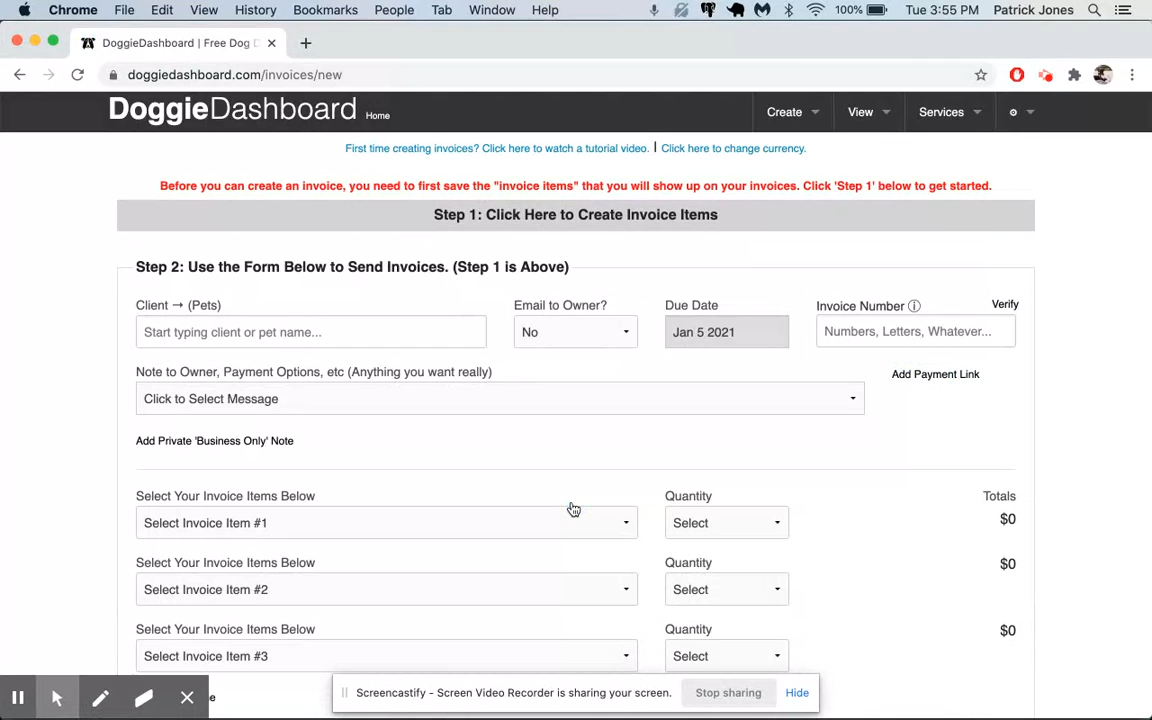 Chrome File Edit View History Bookmarks People Tab Window Help 100% Tue 3:55 PM Patrick Jones
DoggieDashboard | Free Dog D
doggiedashboard.com/invoices/new
DoggieDashboard Home Create View Services
First time creating invoices? Click here to watch a tutorial video. | Click here to change currency.
Before you can create an invoice, you need to first save the "invoice items" that you will show up on your invoices. Click 'Step 1' below to get started.
Step 1: Click Here to Create Invoice Items
Step 2: Use the Form Below to Send Invoices. (Step 1 is Above)
Client → (Pets) Email to Owner? Due Date Invoice Number Verify
Start typing client or pet name... No Jan 5 2021 Numbers, Letters, Whatever...
Note to Owner, Payment Options, etc (Anything you want really) Add Payment Link
Click to Select Message
Add Private 'Business Only' Note
Select Your Invoice Items Below Quantity Totals
Select Invoice Item #1 Select $0
Select Your Invoice Items Below Quantity $0
Select Invoice Item #2 Select
Select Your Invoice Items Below Quantity $0
Select Invoice Item #3 Select
Screencastify - Screen Video Recorder is sharing your screen. Stop sharing Hide